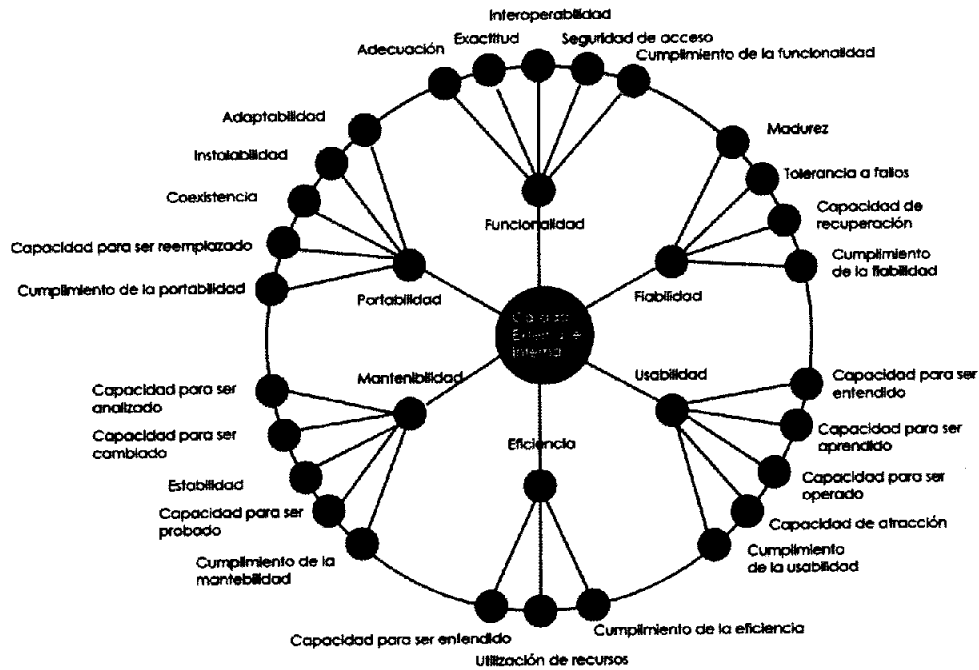 Interoperabilidad
Exactitud
Seguridad de acceso
Adecuación
Cumplimiento de la funcionalidad
Adaptabilidad
Madurez
Instalabilidad
Tolerancia a fallos
Coexistencia
Capacidad de
recuperación
Funcionalidad
Capacidad para ser reemplazado
Cumplimiento
de la fiabilidad
Cumplimiento de la portabilidad
Portabilidad
Fiabilidad
Calidad
Externa e
Interna
Mantenibilidad
Usabilidad
Capacidad para ser
analizado
Capacidad para ser
entendido
Capacidad para ser
cambiado
Eficiencia
Capacidad para ser
aprendido
Estabilidad
Capacidad para ser
operado
Capacidad para ser
probado
Capacidad de atracción
Cumplimiento de la
mantebilidad
Cumplimiento
de la usabilidad
Capacidad para ser entendido
Cumplimiento de la eficiencia
Utilización de recursos